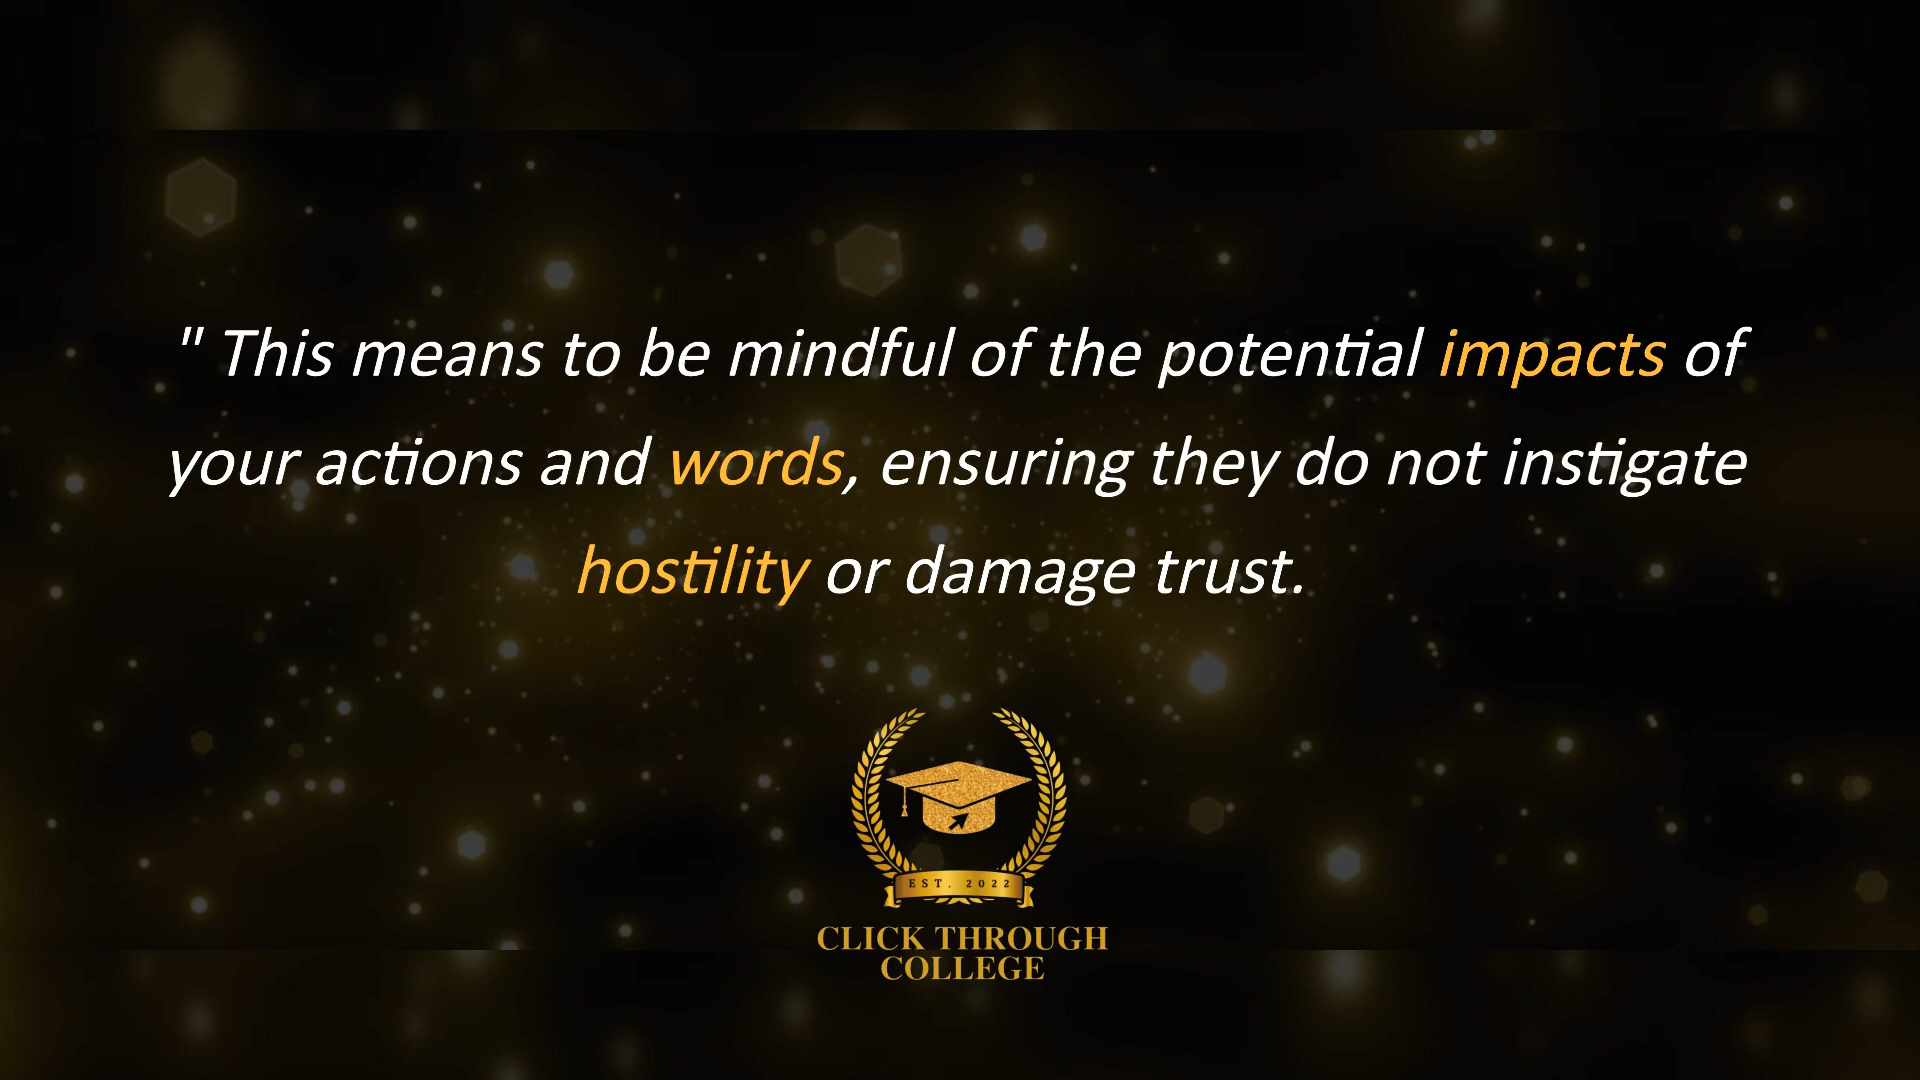 " This means to be mindful of the potential impacts of
your actions and words, ensuring they do not instigate
hostility or damage trust.
EST. 2022
CLICK THROUGH
COLLEGE